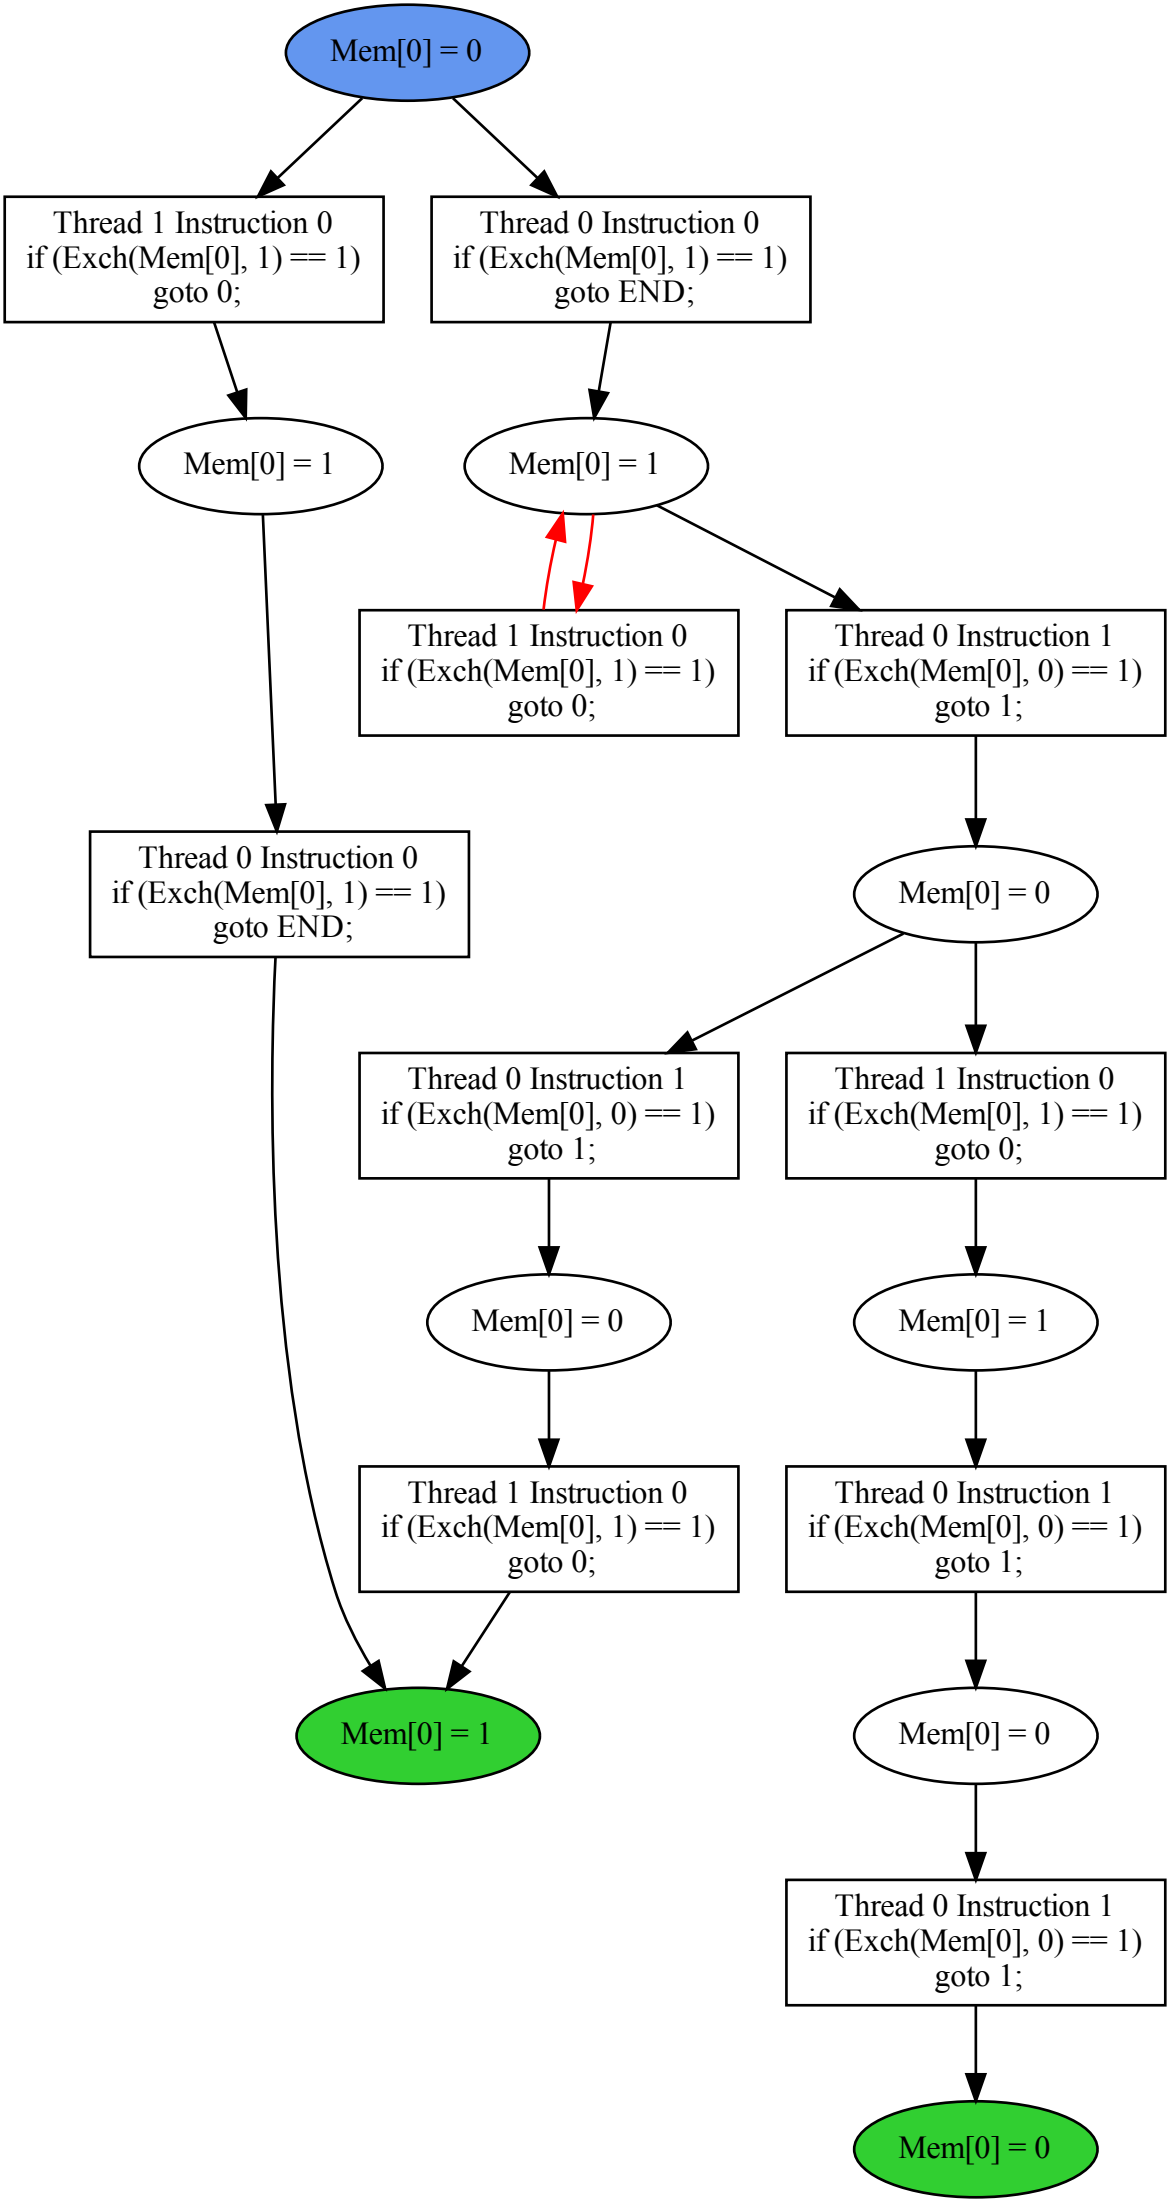 Mem[0] = 0
Thread 1 Instruction 0
if (Exch(Mem[0], 1) == 1)
goto 0;
Thread 0 Instruction 0
if (Exch(Mem[0], 1) == 1)
goto END;
Mem[0] = 1
Mem[0] = 1
Thread 1 Instruction 0
if (Exch(Mem[0], 1) == 1)
goto 0;
Thread 0 Instruction 1
if (Exch(Mem[0], 0) == 1)
goto 1;
Thread 0 Instruction 0
if (Exch(Mem[0], 1) == 1)
goto END;
Mem[0] = 0
Thread 0 Instruction 1
if (Exch(Mem[0], 0) == 1)
goto 1;
Thread 1 Instruction 0
if (Exch(Mem[0], 1) == 1)
goto 0;
Mem[0] = 0
Mem[0] = 1
Thread 1 Instruction 0
if (Exch(Mem[0], 1) == 1)
goto 0;
Thread 0 Instruction 1
if (Exch(Mem[0], 0) == 1)
goto 1;
Mem[0] = 1
Mem[0] = 0
Thread 0 Instruction 1
if (Exch(Mem[0], 0) == 1)
goto 1;
Mem[0] = 0